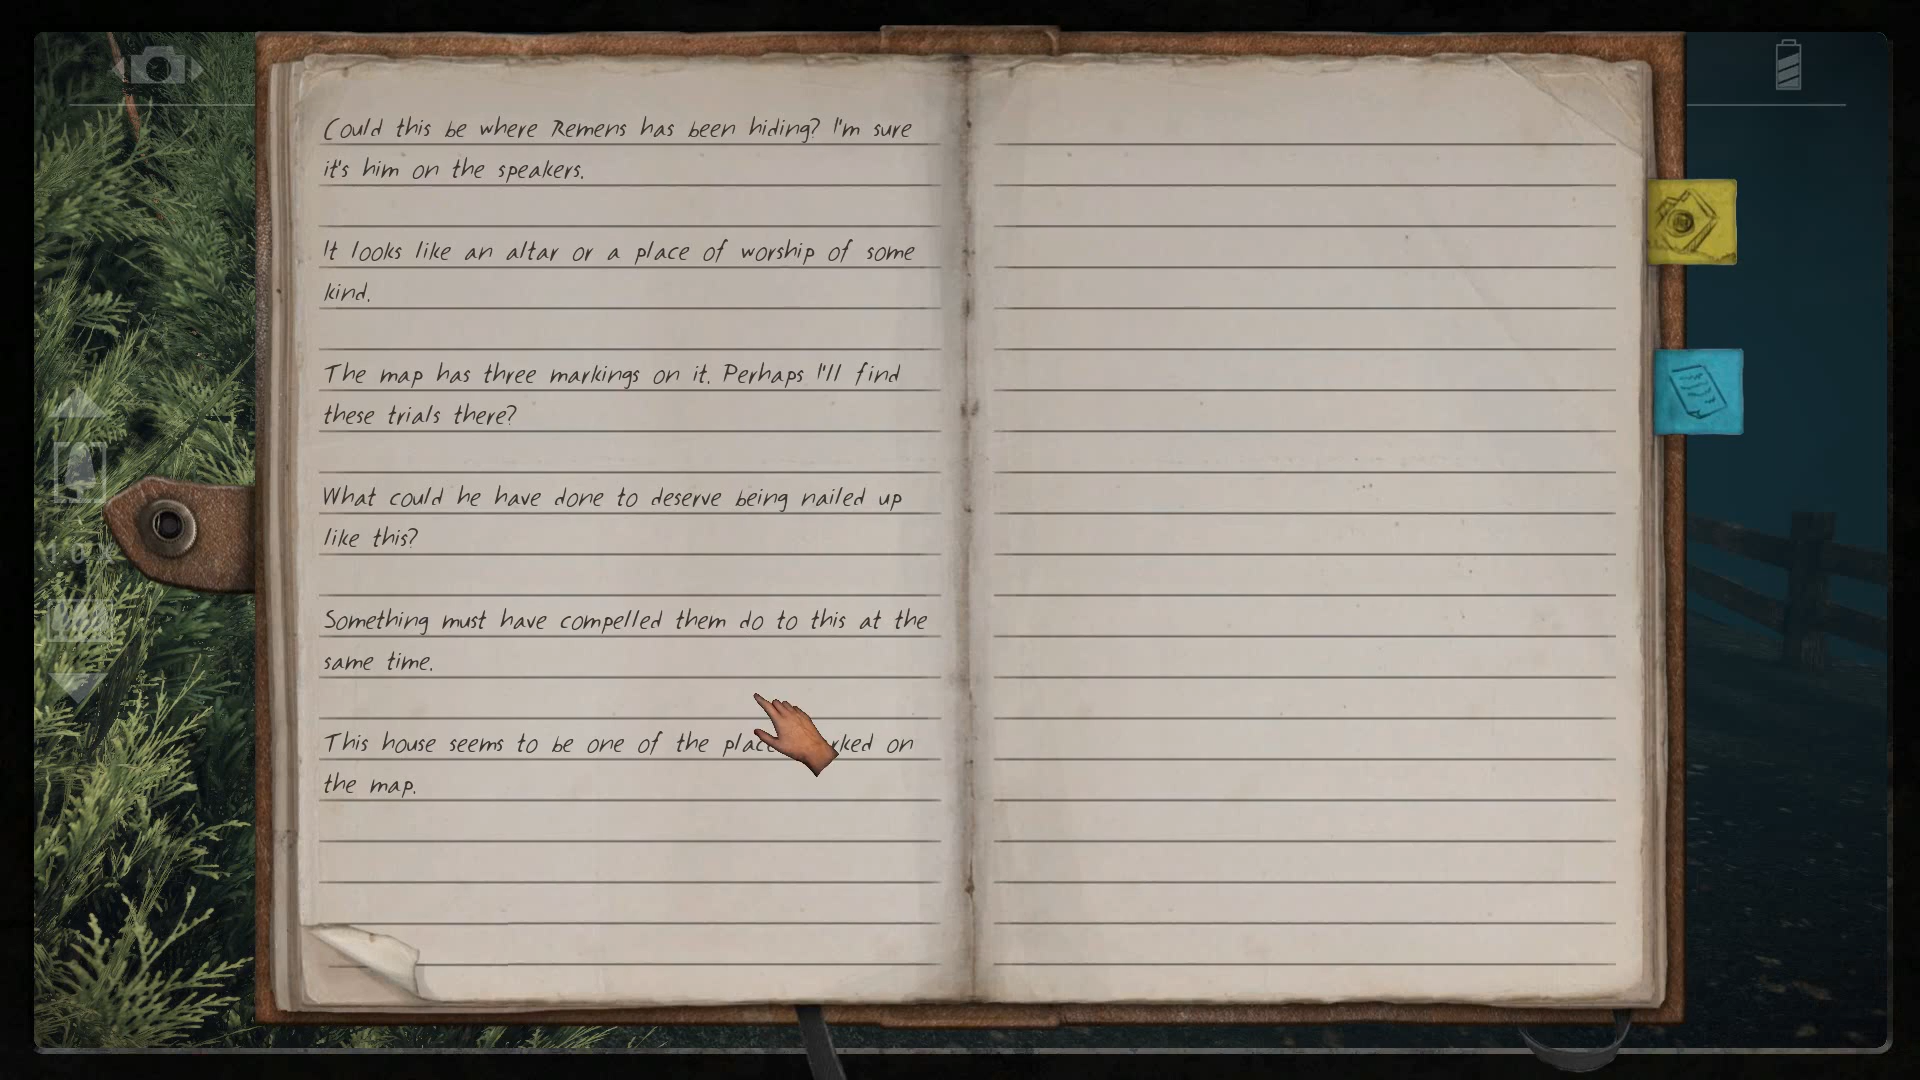 Could this be where Remens has been hiding? I'm sure
it's him on the speakers.
It looks like an altar or a place of worship of some
kind.
The map has three markings on it. Perhaps I'll find
these trials there?
What could he have done to deserve being nailed up
like this?
Something must have compelled them do to this at the
same time.
This house seems to be one of the on
the map.